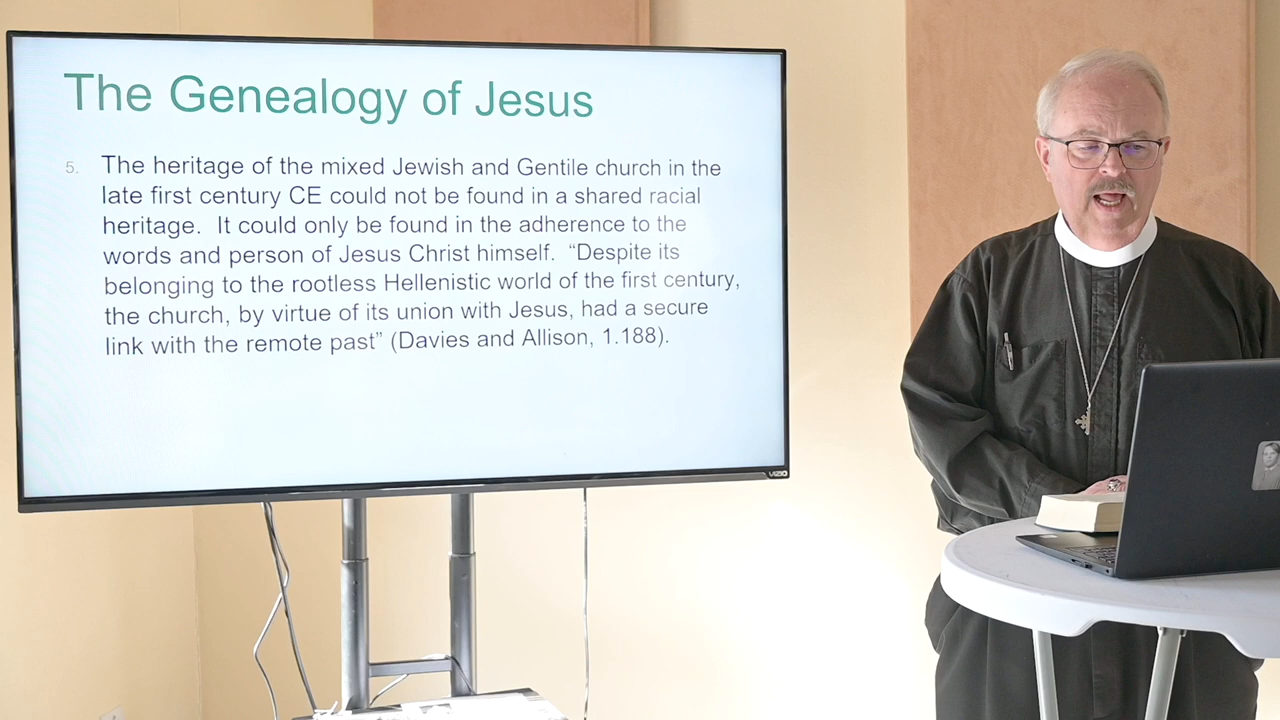 The Genealogy of Jesus
5. The heritage of the mixed Jewish and Gentile church in the
late first century CE could not be found in a shared racial
heritage.  It could only be found in the adherence to the
words and person of Jesus Christ himself.  “Despite its
belonging to the rootless Hellenistic world of the first century,
the church, by virtue of its union with Jesus, had a secure
link with the remote past” (Davies and Allison, 1.188).
VIZIO